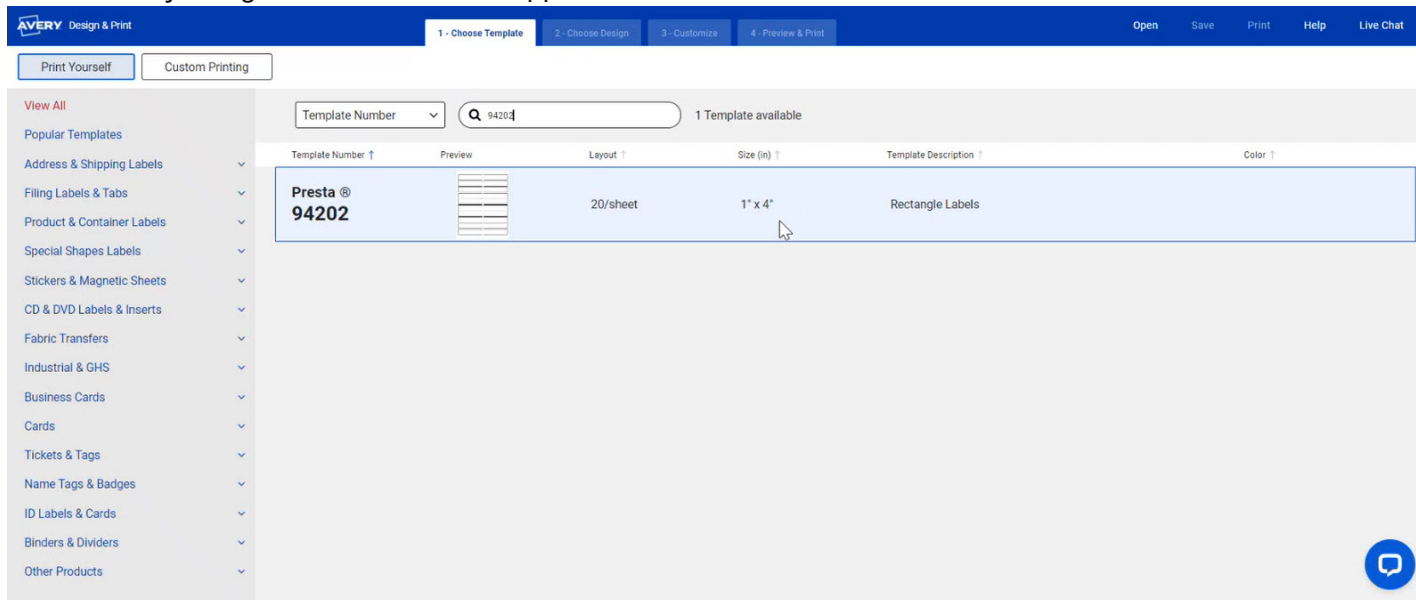 AVERY Design & Print
1 - Choose Template
2 - Choose Design
3 - Customize
4 - Preview & Print
Open
Save
Print
Help
Live Chat
Print Yourself
Custom Printing
View All
Popular Templates
Address & Shipping Labels
Filing Labels & Tabs
Product & Container Labels
Special Shapes Labels
Stickers & Magnetic Sheets
CD & DVD Labels & Inserts
Fabric Transfers
Industrial & GHS
Business Cards
Cards
Tickets & Tags
Name Tags & Badges
ID Labels & Cards
Binders & Dividers
Other Products
Template Number
94202
1 Template available
Template Number ↑ Preview Layout ↑ Size (in) ↑ Template Description ↑ Color ↑
Presta ®
94202
20/sheet
1" x 4"
Rectangle Labels